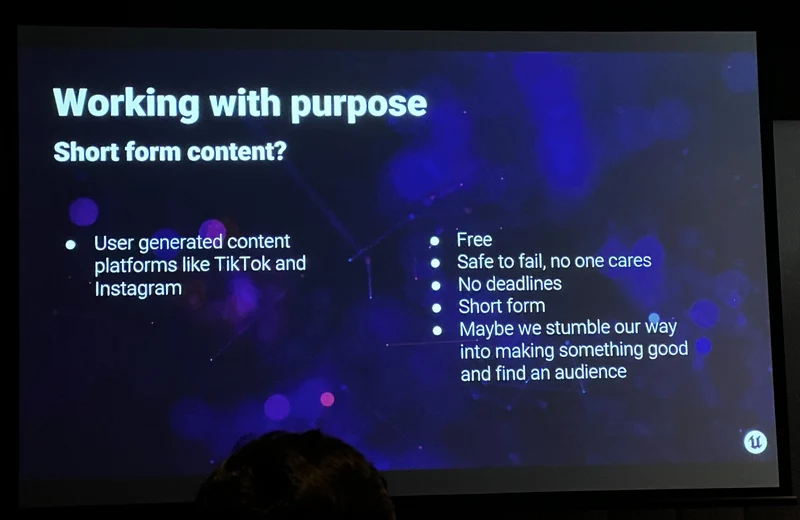 Working with purpose
Short form content?
● User generated content
platforms like TikTok and
Instagram
● Free
● Safe to fail, no one cares
● No deadlines
● Short form
● Maybe we stumble our way
into making something good
and find an audience
u